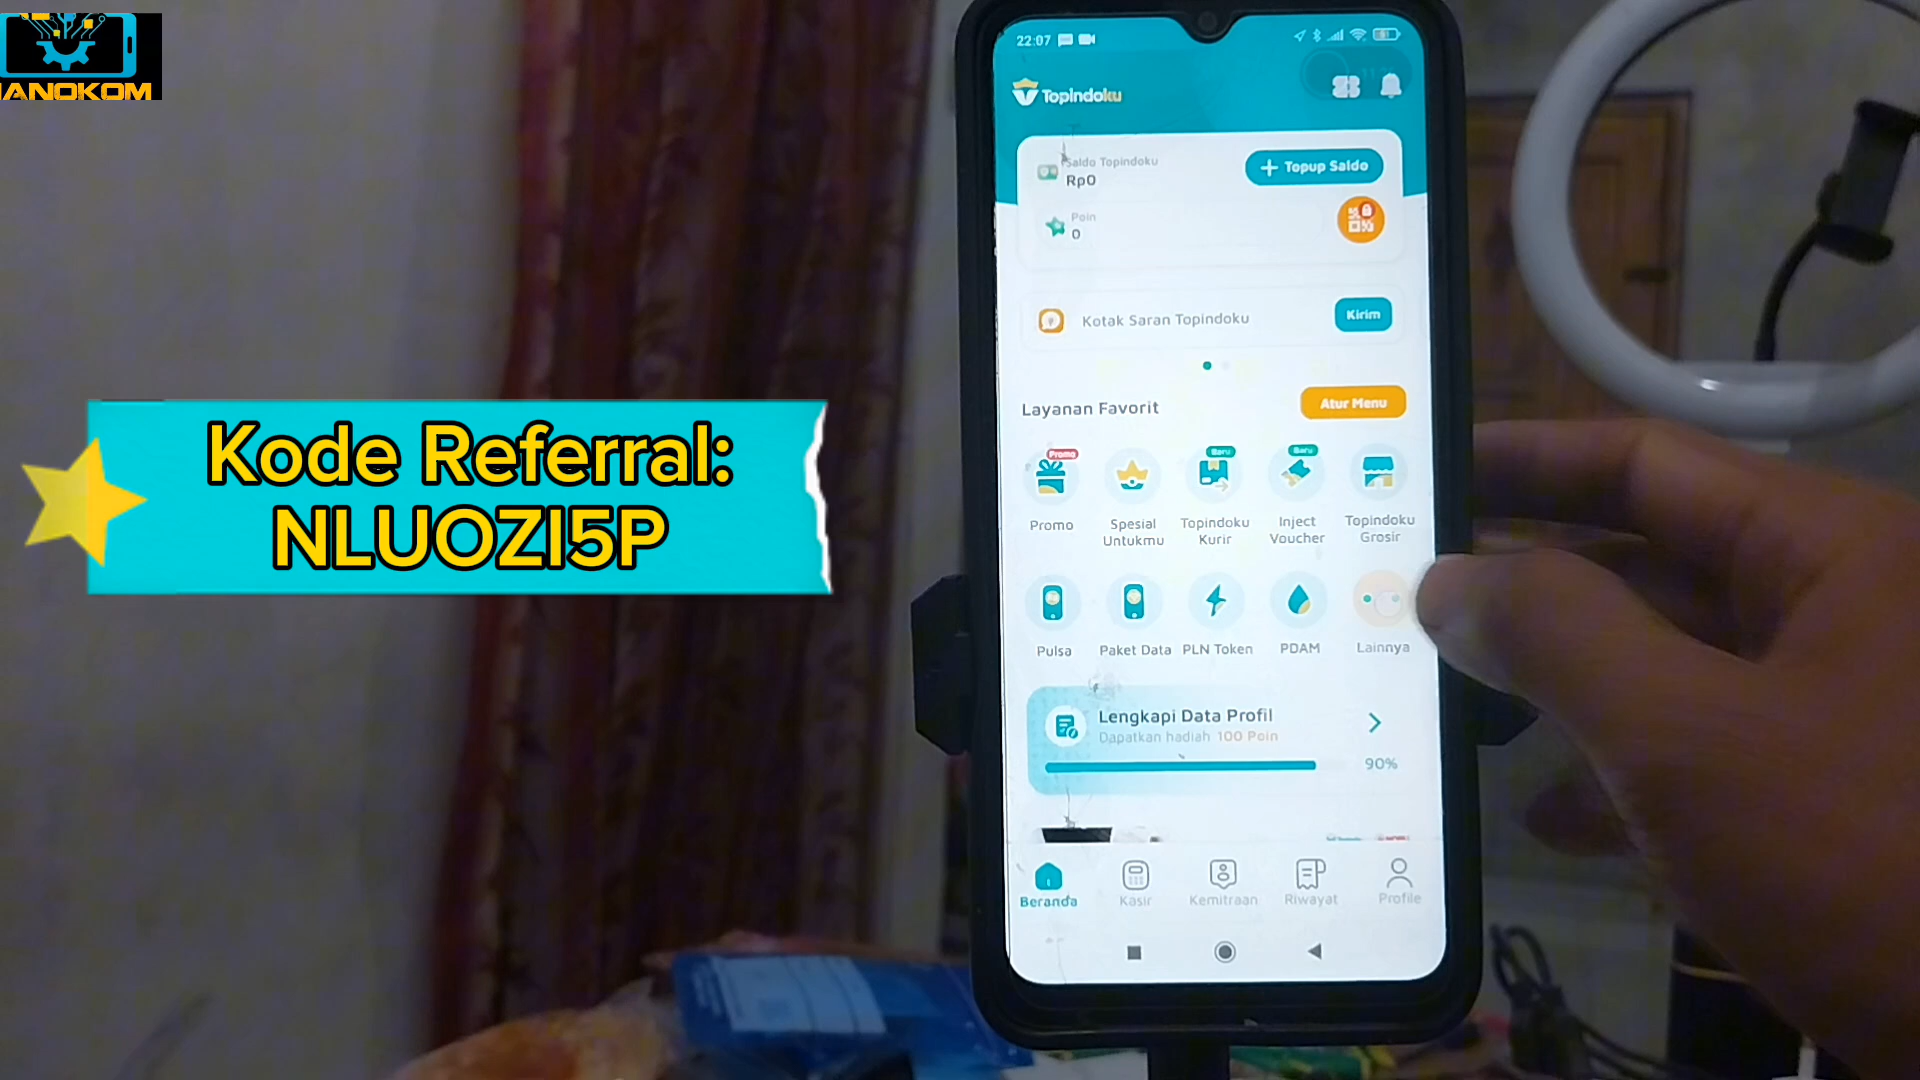 IANOKOM
Kode Referral:
NLUOZI5P
22:07
Topindoku
Saldo Topindoku
Rp0
Topup Saldo
Poin
0
Kotak Saran Topindoku
Kirim
Layanan Favorit
Atur Menu
Promo
Baru
Baru
Promo
Spesial Untukmu
Topindoku Kurir
Inject Voucher
Topindoku Grosir
Pulsa
Paket Data
PLN Token
PDAM
Lainnya
Lengkapi Data Profil
Dapatkan hadiah 100 Poin
90%
Beranda
Kasir
Kemitraan
Riwayat
Profile